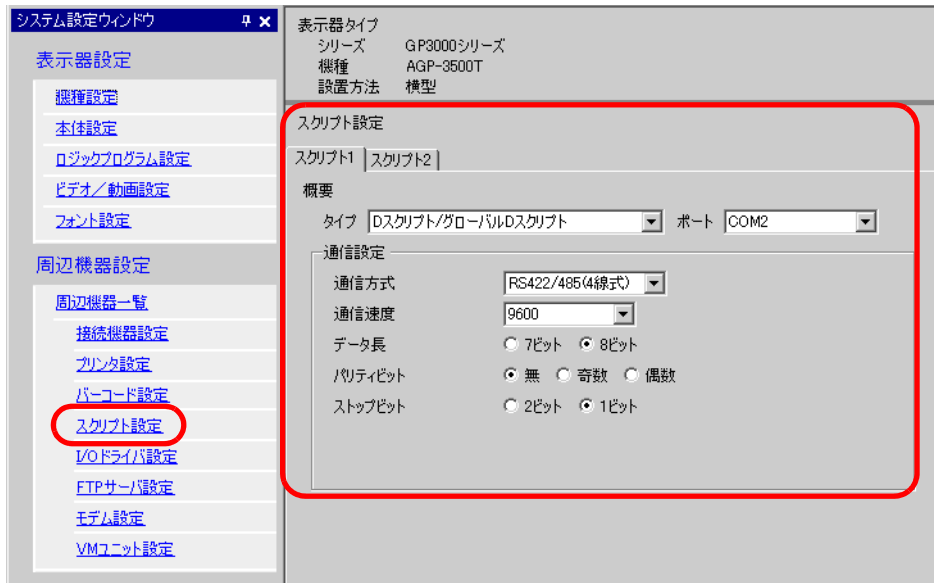 システム設定ウィンドウ
表示器設定
機種設定
本体設定
ロジックプログラム設定
ビデオ／動画設定
フォント設定
周辺機器設定
周辺機器一覧
接続機器設定
プリンタ設定
バーコード設定
スクリプト設定
I/Oドライバ設定
FTPサーバ設定
モデム設定
VMユニット設定
表示器タイプ
シリーズ GP3000シリーズ
機種 AGP-3500T
設置方法 横型
スクリプト設定
スクリプト1 スクリプト2
概要
タイプ Dスクリプト/グローバルDスクリプト ポート COM2
通信設定
通信方式 RS422/485(4線式)
通信速度 9600
データ長 7ビット 8ビット
パリティビット 無 奇数 偶数
ストップビット 2ビット 1ビット